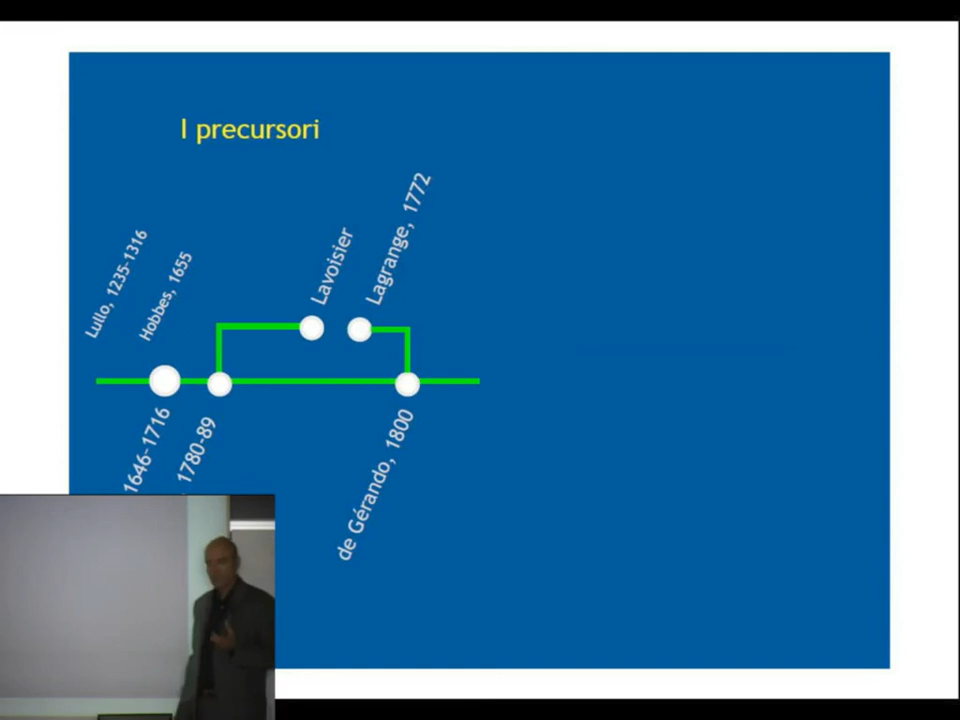 I precursori
Lullo, 1235-1316
Hobbes, 1655
Lavoisier
Lagrange, 1772
1646-1716
1780-89
de Gérando, 1800